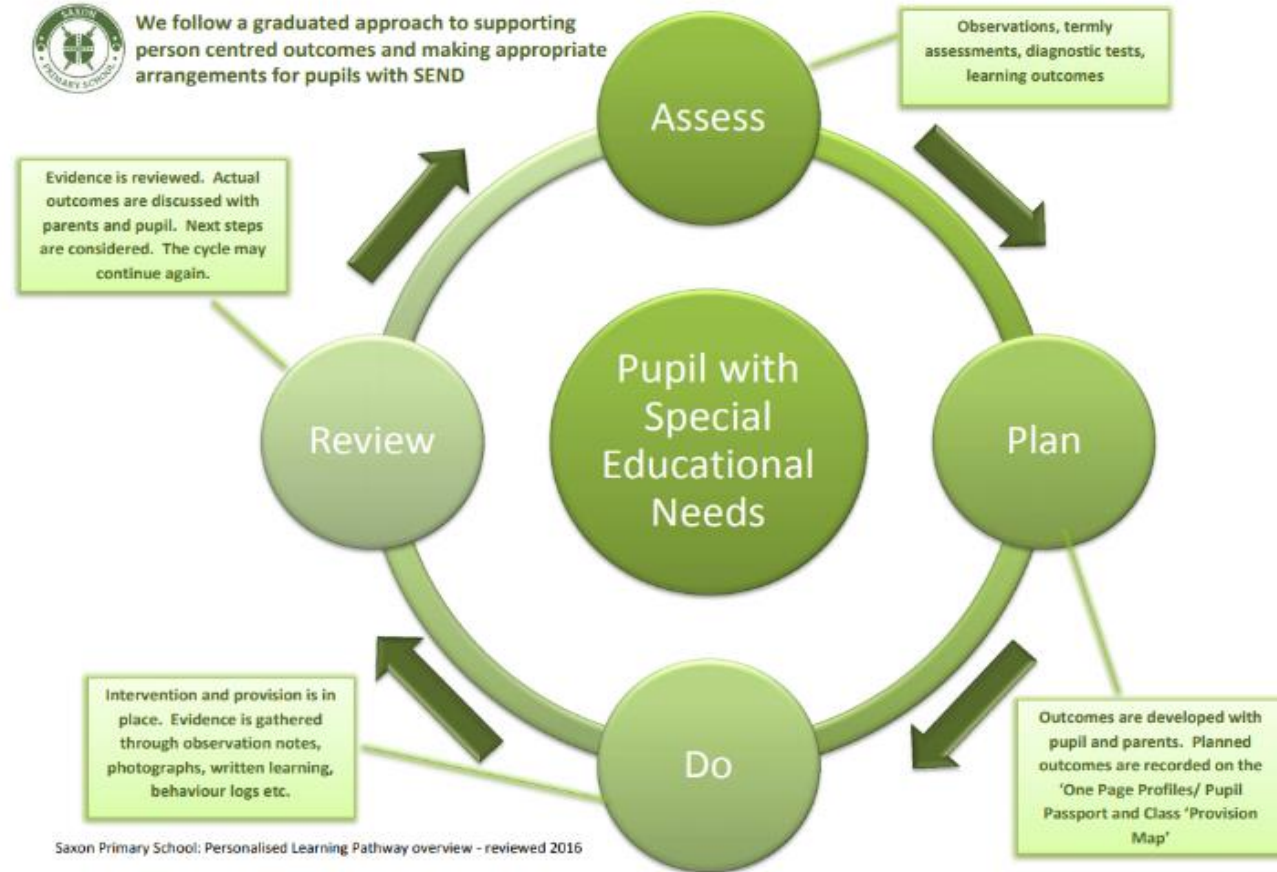 SAXON
PRIMARY SCHOOL
We follow a graduated approach to supporting
person centred outcomes and making appropriate
arrangements for pupils with SEND
Assess
Observations, termly
assessments, diagnostic tests,
learning outcomes
Evidence is reviewed. Actual
outcomes are discussed with
parents and pupil. Next steps
are considered. The cycle may
continue again.
Review
Pupil with
Special
Educational
Needs
Plan
Intervention and provision is in
place. Evidence is gathered
through observation notes,
photographs, written learning,
behaviour logs etc.
Do
Outcomes are developed with
pupil and parents. Planned
outcomes are recorded on the
‘One Page Profiles/ Pupil
Passport and Class ‘Provision
Map’
Saxon Primary School: Personalised Learning Pathway overview - reviewed 2016